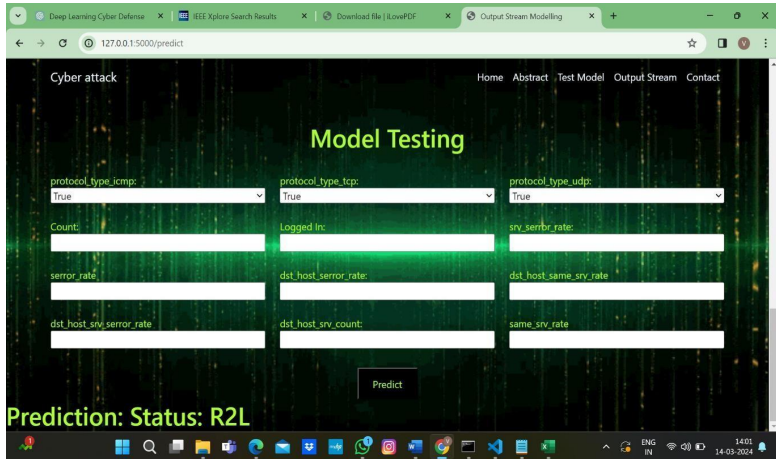 Deep Learning Cyber Defense IEEE Xplore Search Results Download file | iLovePDF Output Stream Modelling
127.0.0.1:5000/predict
V
Cyber attack Home Abstract Test Model Output Stream Contact
Model Testing
protocol_type_icmp: protocol_type_tcp: protocol_type_udp:
True True True
Count: Logged In: srv_serror_rate:
serror_rate dst_host_serror_rate: dst_host_same_srv_rate
dst_host_srv_serror_rate dst_host_srv_count: same_srv_rate
Predict
Prediction: Status: R2L
ENG 14:01
IN 14-03-2024